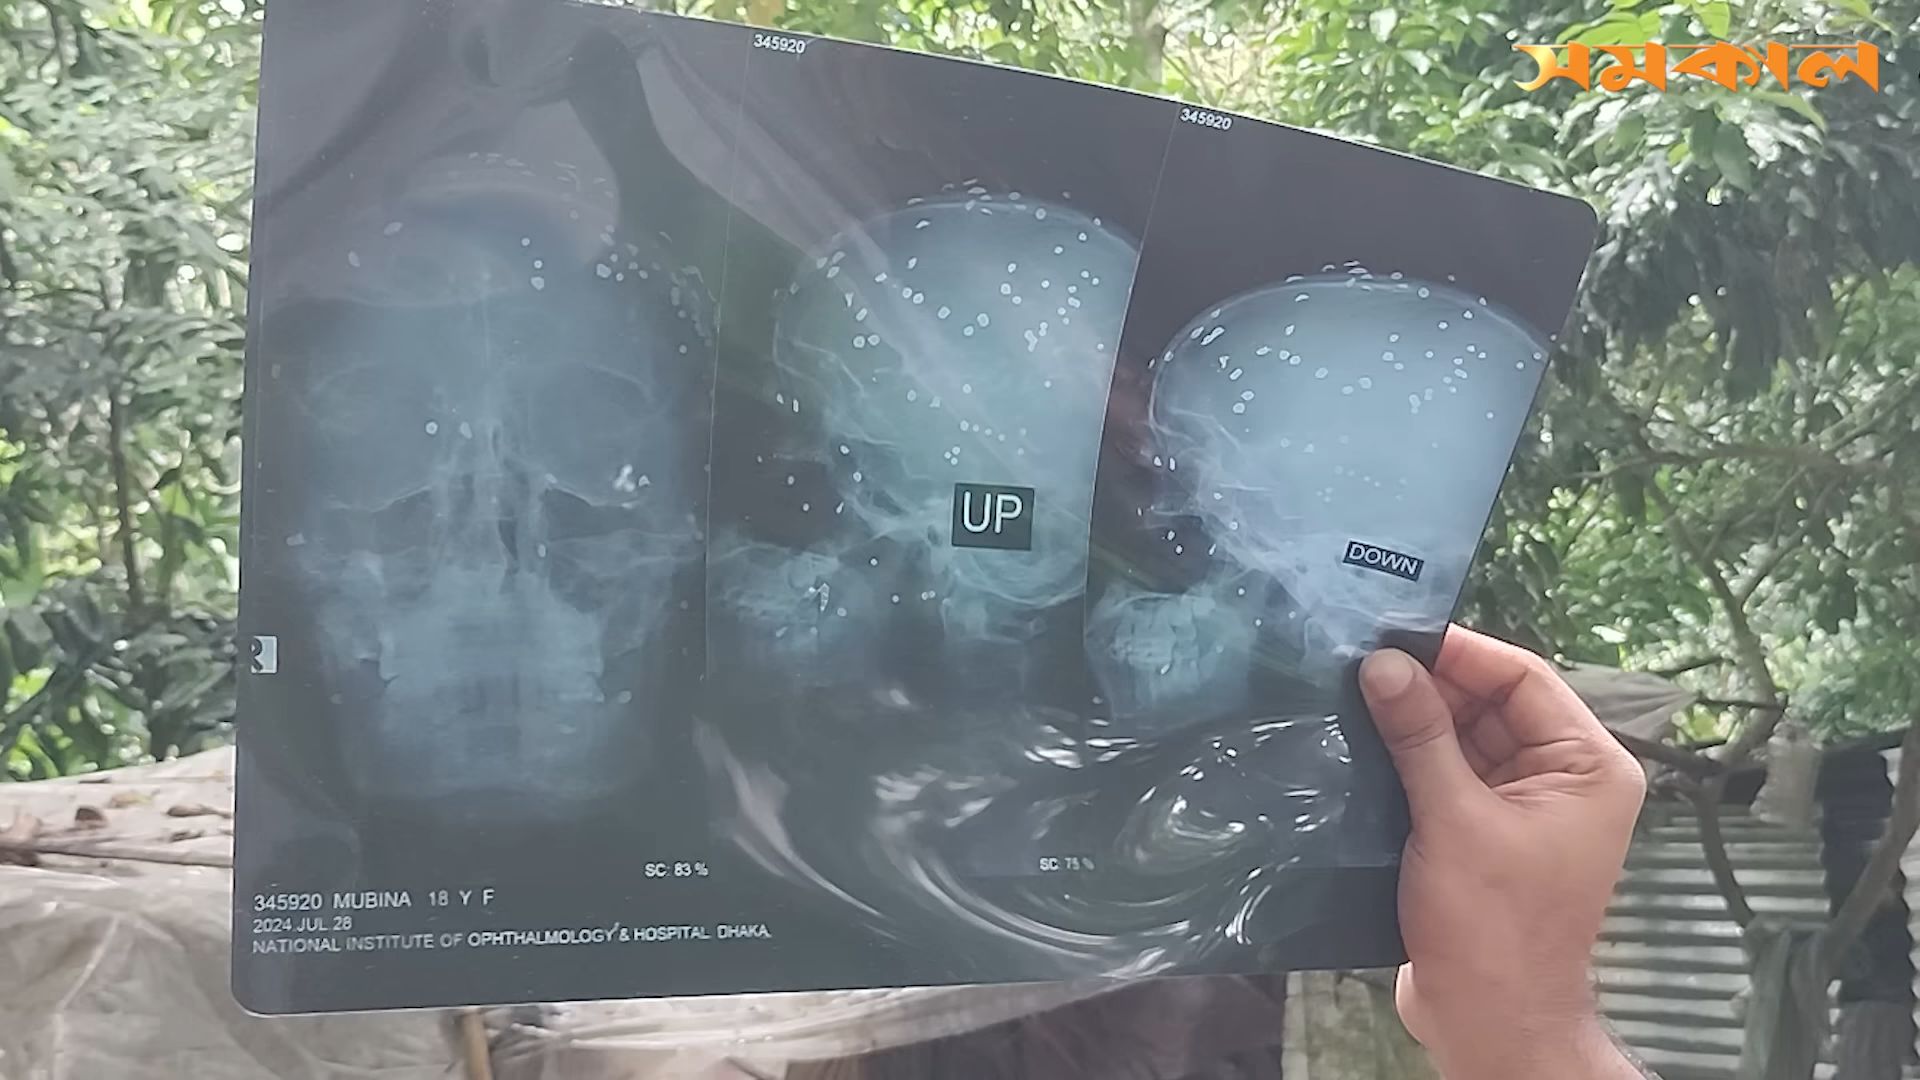 সমকাল
345920
345920
UP
DOWN
R
SC: 83 %
SC: 75 %
345920 MUBINA 18 Y F
2024.JUL.28
NATIONAL INSTITUTE OF OPHTHALMOLOGY & HOSPITAL DHAKA.